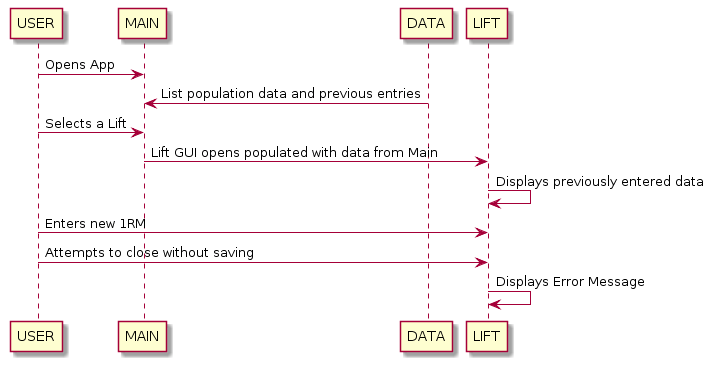 USER MAIN DATA LIFT
Opens App
List population data and previous entries
Selects a Lift
Lift GUI opens populated with data from Main
Displays previously entered data
Enters new 1RM
Attempts to close without saving
Displays Error Message
USER MAIN DATA LIFT